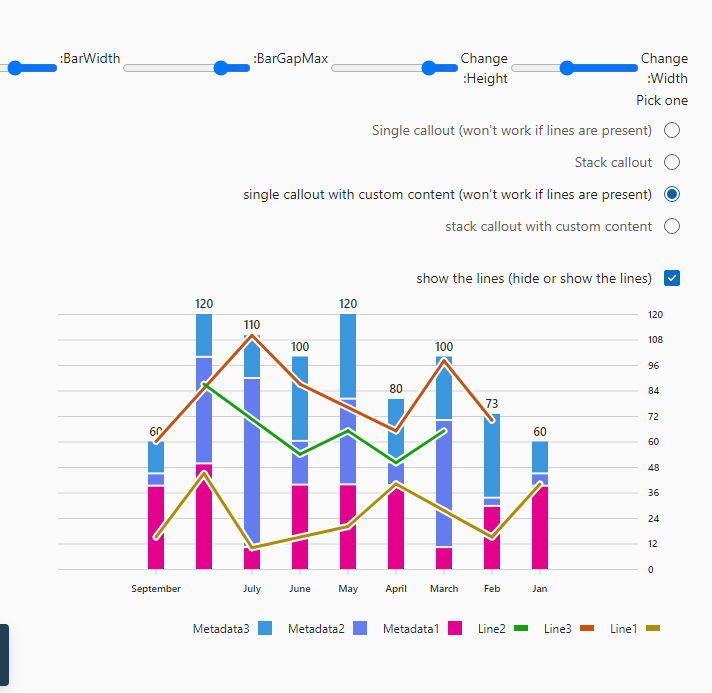 :BarWidth
:BarGapMax
Change :Height
Change :Width
Pick one
Single callout (won't work if lines are present)
Stack callout
single callout with custom content (won't work if lines are present)
stack callout with custom content
show the lines (hide or show the lines)
120 120
110
100 100
80
73
60 60
120
108
96
84
72
60
48
36
24
12
0
September July June May April March Feb Jan
Metadata3 Metadata2 Metadata1 Line2 Line3 Line1